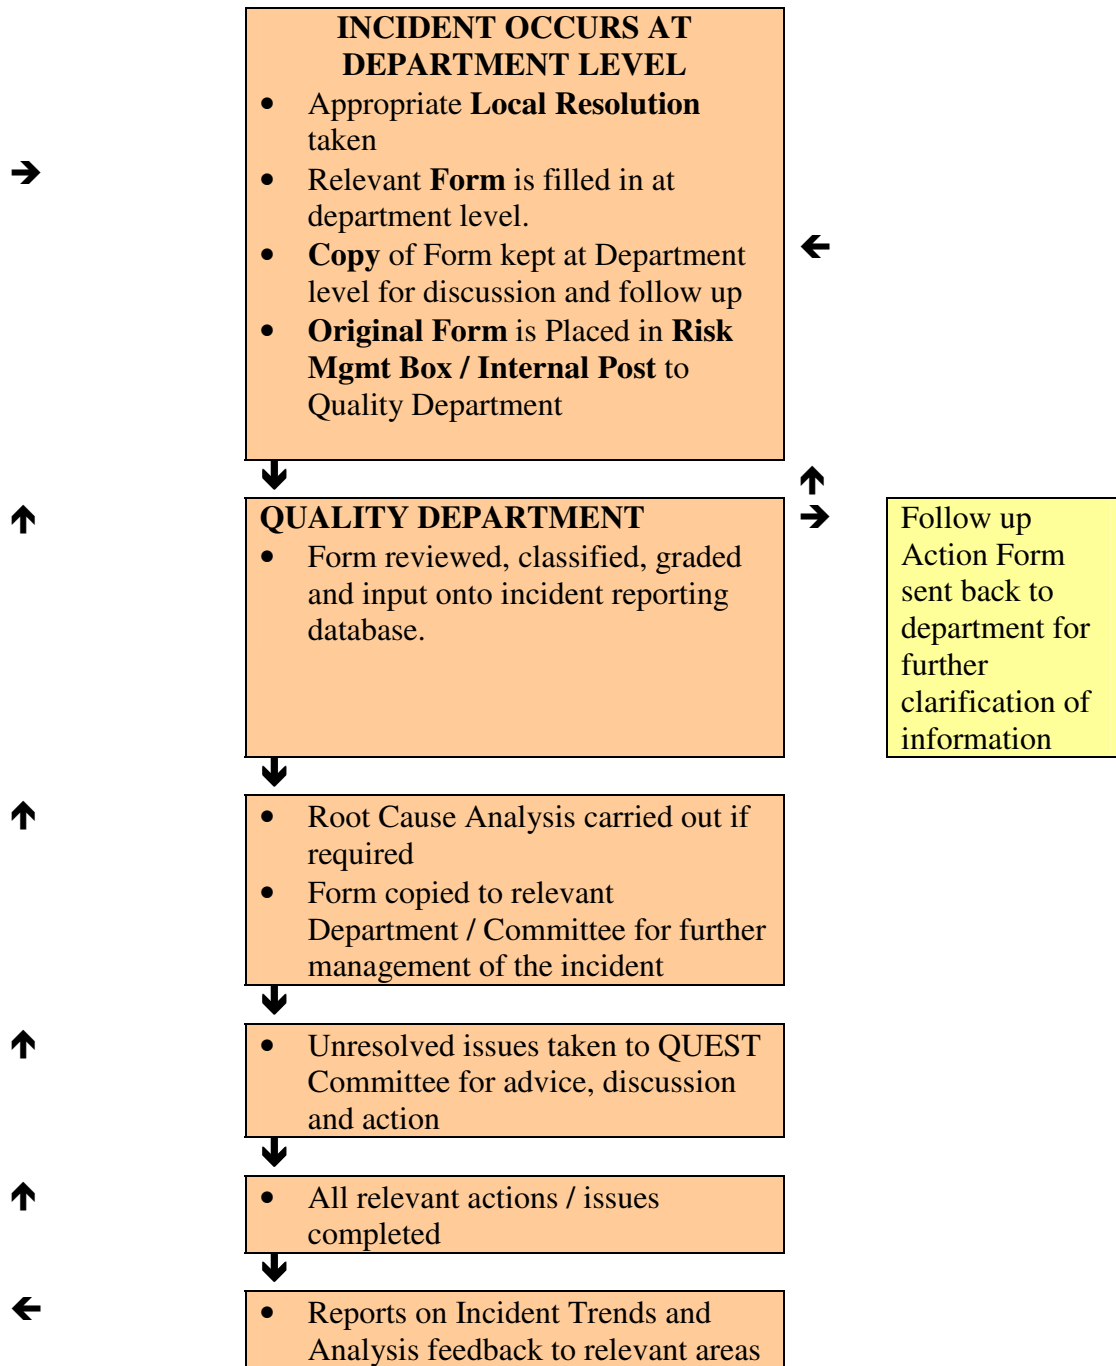 INCIDENT OCCURS AT
DEPARTMENT LEVEL
• Appropriate Local Resolution
taken
• Relevant Form is filled in at
department level.
• Copy of Form kept at Department
level for discussion and follow up
• Original Form is Placed in Risk
Mgmt Box / Internal Post to
Quality Department
QUALITY DEPARTMENT
• Form reviewed, classified, graded
and input onto incident reporting
database.
Follow up
Action Form
sent back to
department for
further
clarification of
information
• Root Cause Analysis carried out if
required
• Form copied to relevant
Department / Committee for further
management of the incident
• Unresolved issues taken to QUEST
Committee for advice, discussion
and action
• All relevant actions / issues
completed
• Reports on Incident Trends and
Analysis feedback to relevant areas